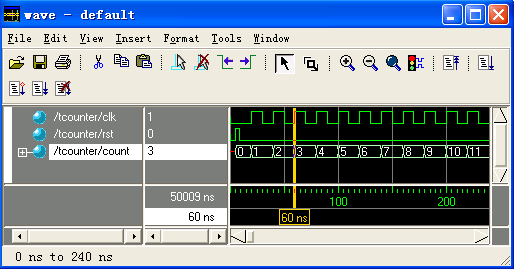 wave - default
File Edit View Insert Format Tools Window
/tcounter/clk 1
/tcounter/rst 0
/tcounter/count 3 0 1 2 3 4 5 6 7 8 9 10 11
50009 ns 100 200
60 ns 60 ns
0 ns to 240 ns